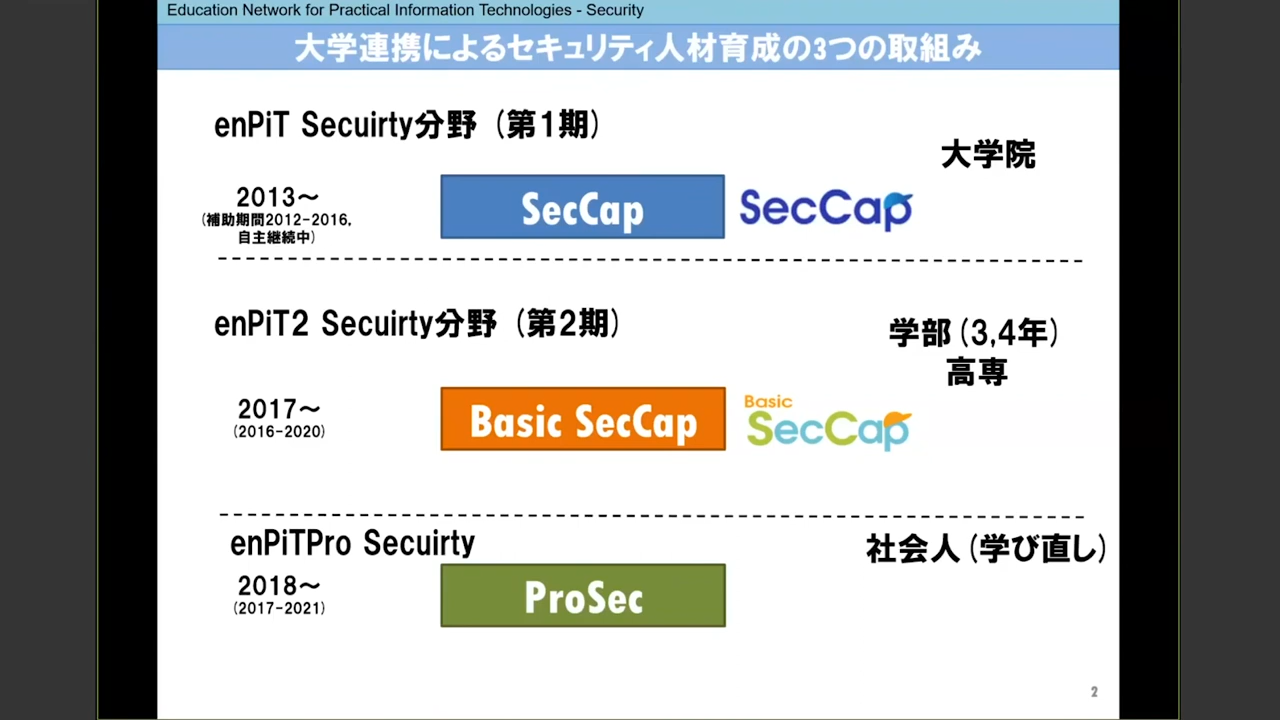 Education Network for Practical Information Technologies - Security
大学連携によるセキュリティ人材育成の3つの取組み
enPiT Secuirty分野（第1期）
大学院
2013～
（補助期間2012-2016,
自主継続中）
SecCap
SecCap
enPiT2 Secuirty分野（第2期）
学部（3,4年）
高専
2017～
(2016-2020)
Basic SecCap
Basic
SecCap
enPiTPro Secuirty
社会人（学び直し）
2018～
(2017-2021)
ProSec
2